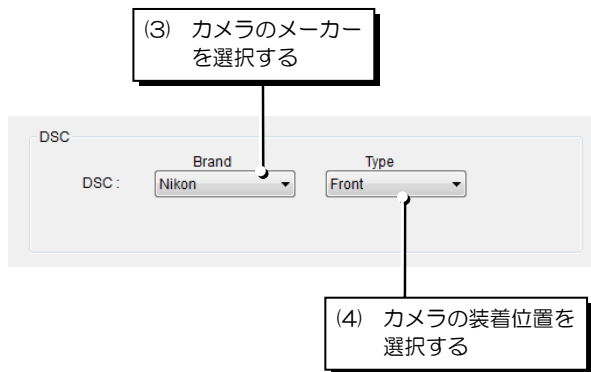 (3) カメラのメーカー
を選択する
DSC
Brand Type
DSC : Nikon Front
(4) カメラの装着位置を
選択する